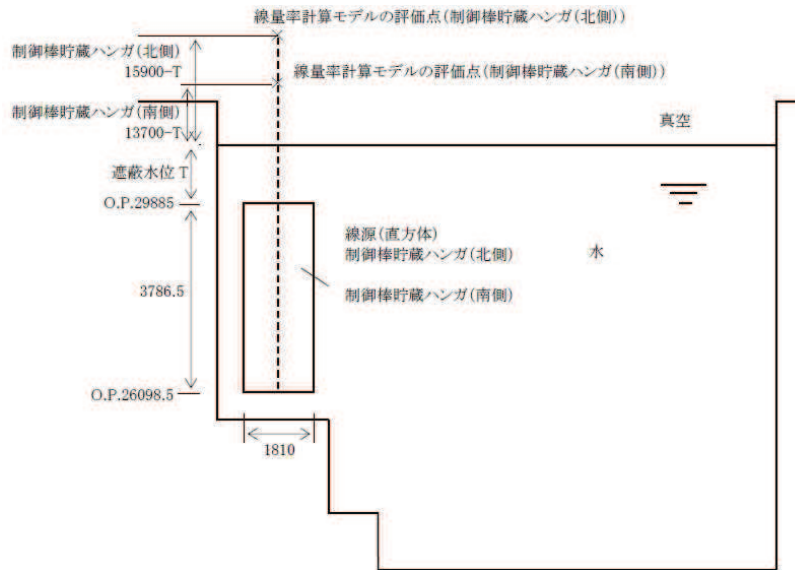 線量率計算モデルの評価点(制御棒貯蔵ハンガ(北側))
制御棒貯蔵ハンガ(北側)
15900-T
線量率計算モデルの評価点(制御棒貯蔵ハンガ(南側))
制御棒貯蔵ハンガ(南側)
13700-T
真空
遮蔽水位 T
O.P.29885
線源(直方体)
制御棒貯蔵ハンガ(北側)
水
3786.5
制御棒貯蔵ハンガ(南側)
O.P.26098.5
1810